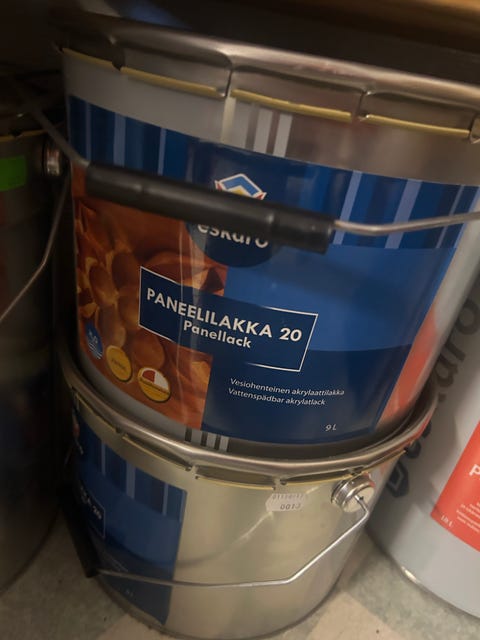 eskaro
PANEELILAKKA 20
Panellack
Vesiohenteinen akrylaattilakka
Vattenspädbar akrylatlack
9 L
0013